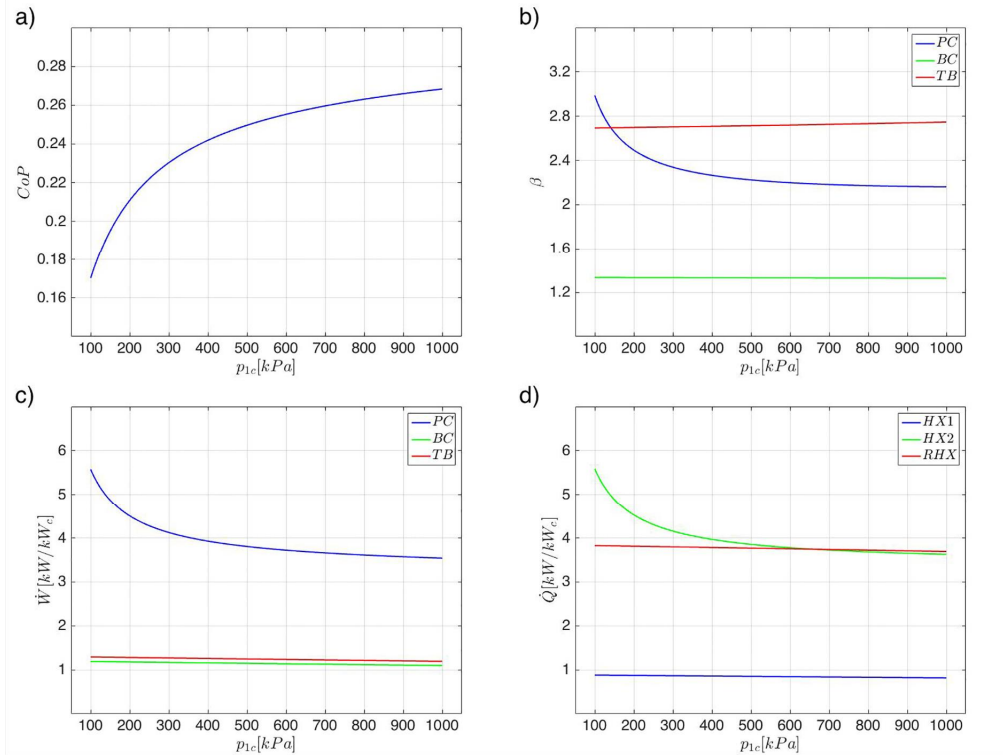 a)
0.28
0.26
0.24
0.22
0.2
0.18
0.16
CoP
100 200 300 400 500 600 700 800 900 1000
p1c[kPa]
b)
3.2
2.8
2.4
2
1.6
1.2
β
PC
BC
TB
100 200 300 400 500 600 700 800 900 1000
p1c[kPa]
c)
6
5
4
3
2
1
Ẇ[kW/kWc]
PC
BC
TB
100 200 300 400 500 600 700 800 900 1000
p1c[kPa]
d)
6
5
4
3
2
1
Q̇[kW/kWc]
HX1
HX2
RHX
100 200 300 400 500 600 700 800 900 1000
p1c[kPa]